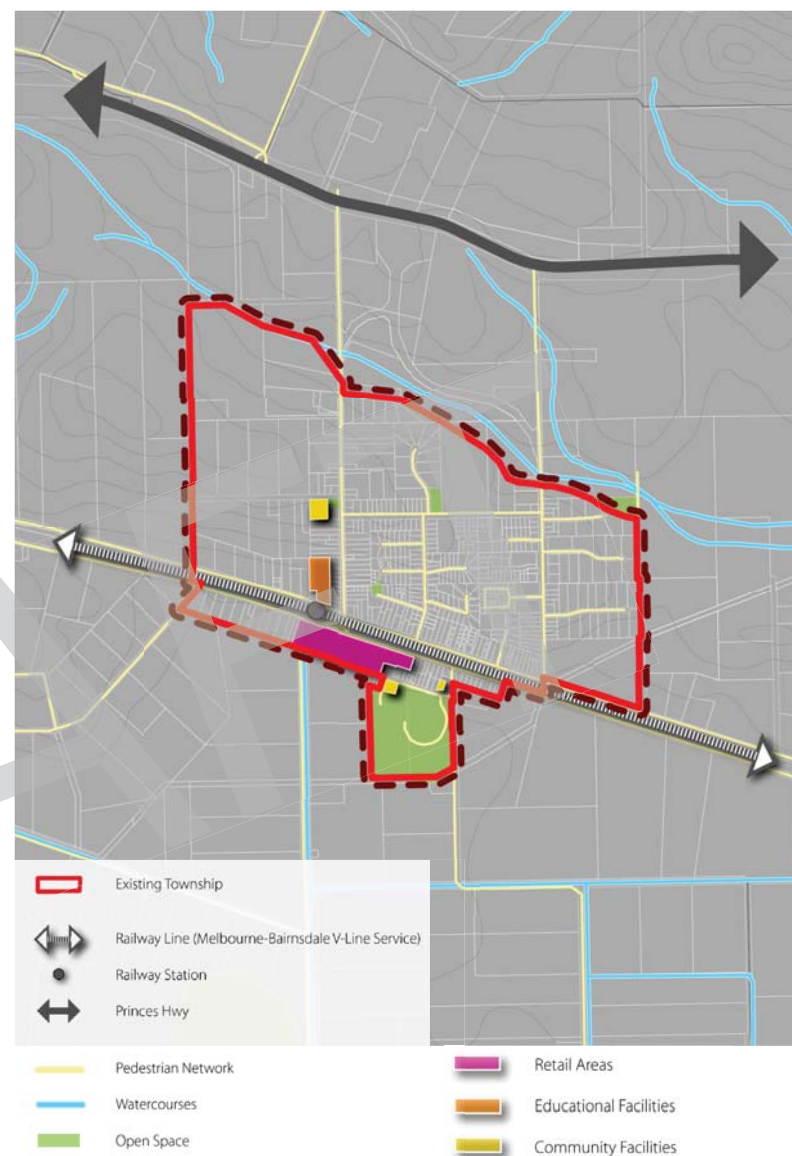 Existing Township
Railway Line (Melbourne-Bairnsdale V-Line Service)
Railway Station
Princes Hwy
Pedestrian Network
Watercourses
Open Space
Retail Areas
Educational Facilities
Community Facilities